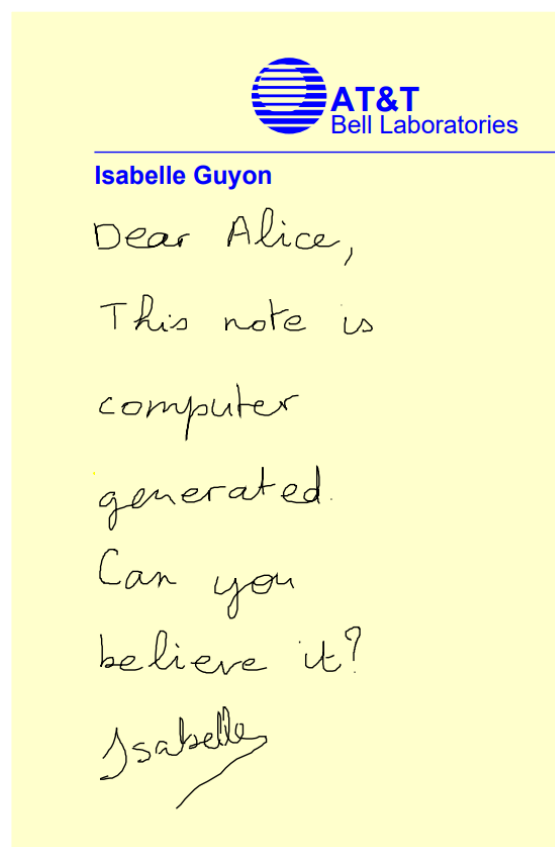 AT&T
Bell Laboratories
Isabelle Guyon
Dear Alice,
This note is
computer
generated.
Can you
believe it?
Isabelle